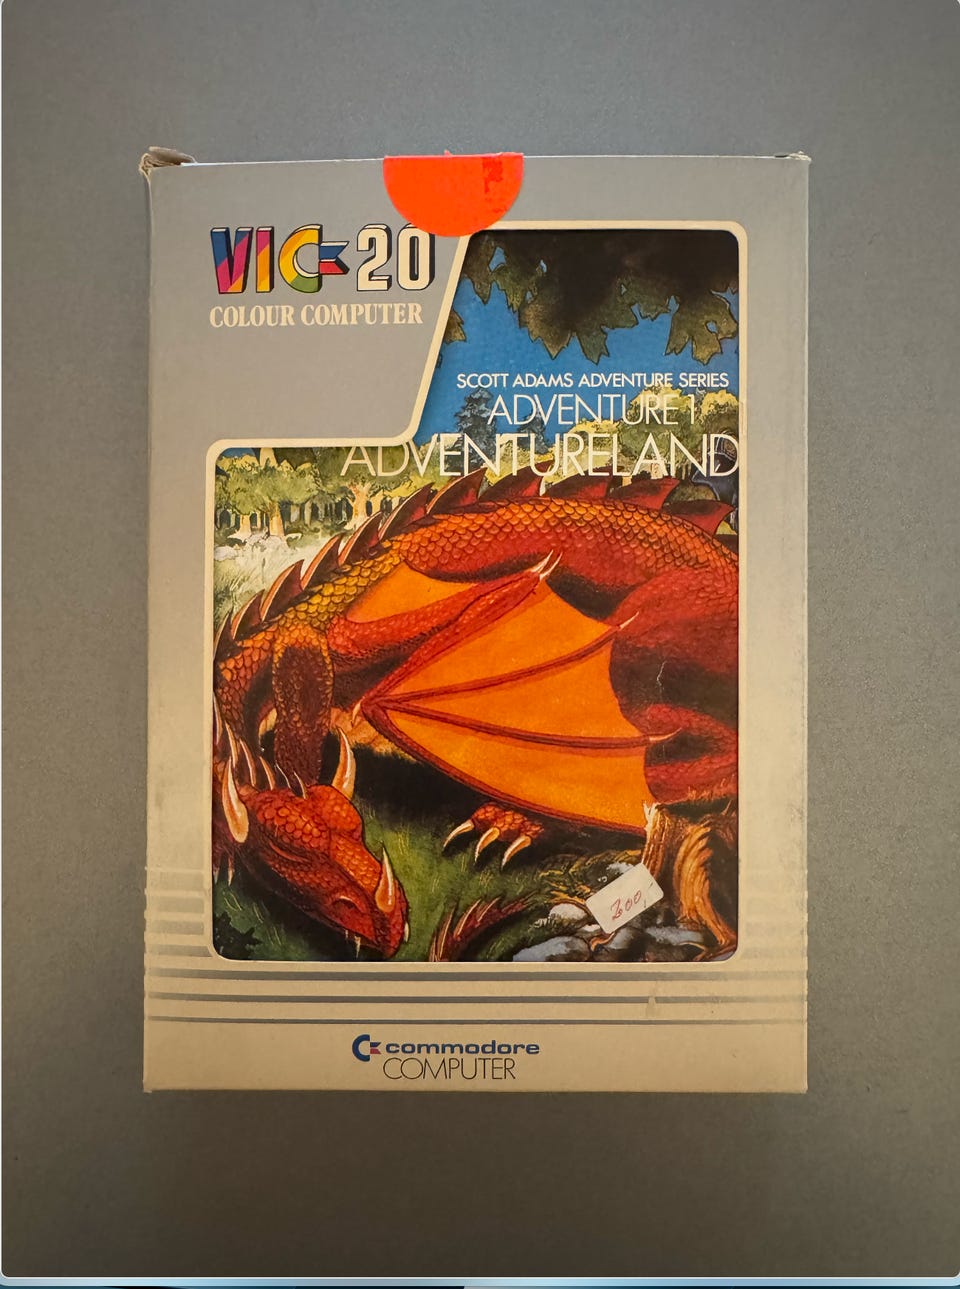 VIC 20
COLOUR COMPUTER
SCOTT ADAMS ADVENTURE SERIES
ADVENTURE 1
ADVENTURELAND
200,-
commodore
COMPUTER